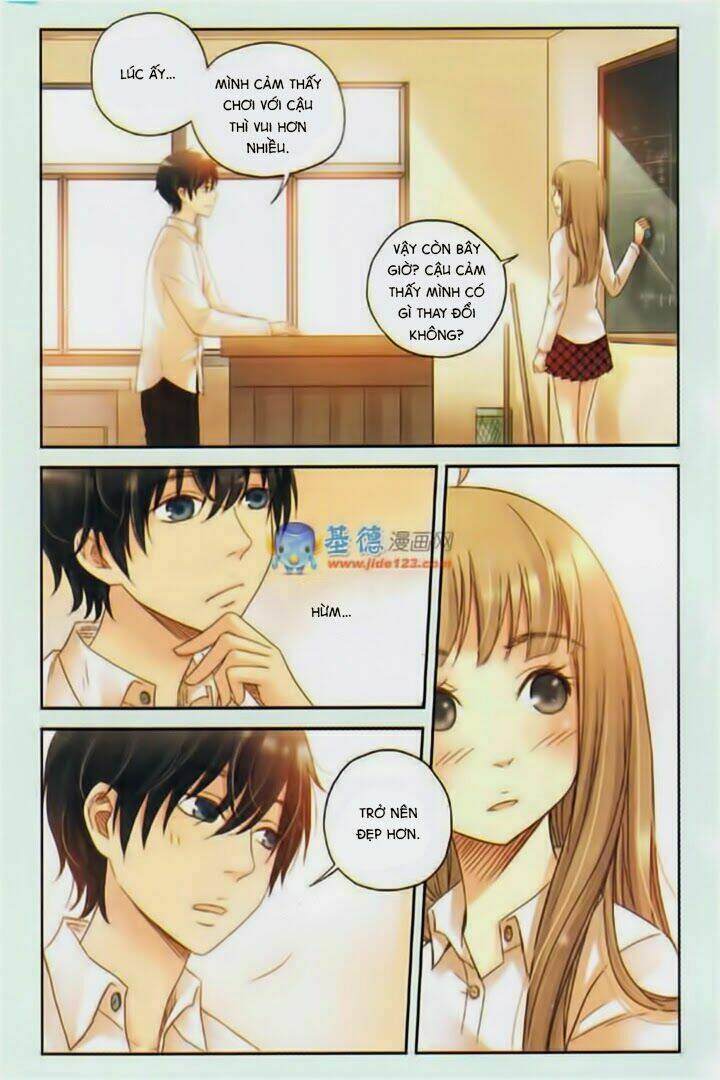 LÚC ẤY...
MÌNH CẢM THẤY
CHƠI VỚI CẬU
THÌ VUI HƠN
NHIỀU.
VẬY CÒN BÂY
GIỜ? CẬU CẢM
THẤY MÌNH CÓ
GÌ THAY ĐỔI
KHÔNG?
基德漫画网
www.jide123.com
HỪM...
TRỞ NÊN
ĐẸP HƠN.